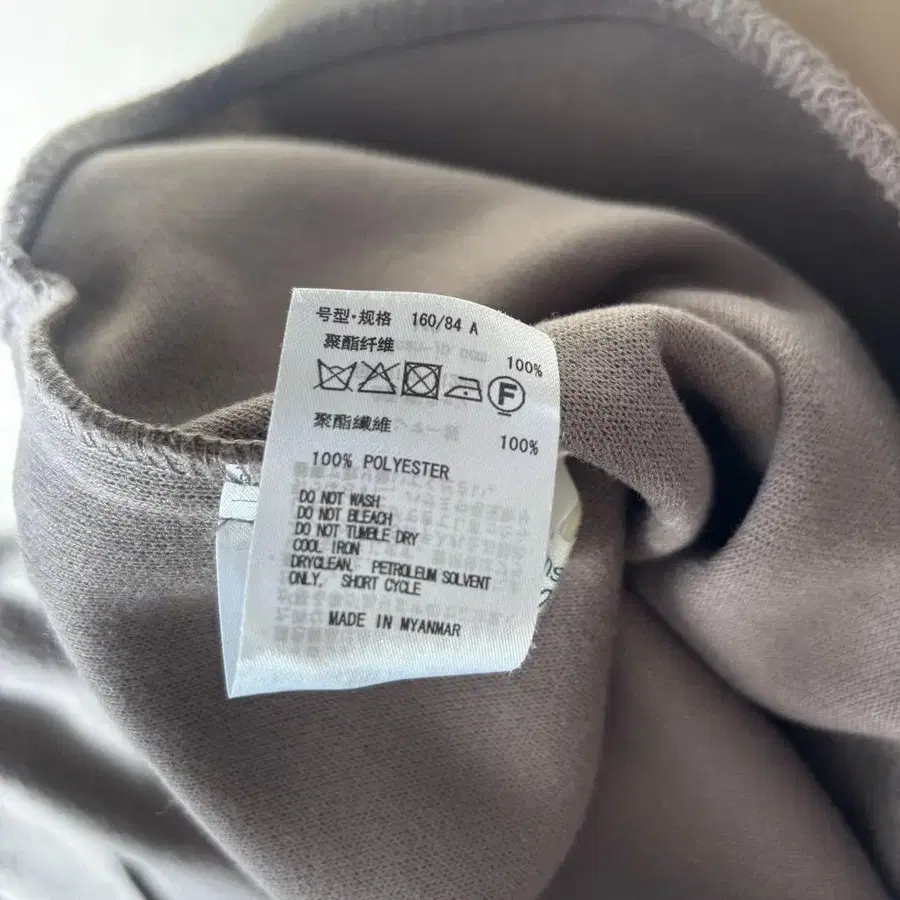 号型·规格 160/84 A
聚酯纤维 100%
F
聚酯纖維 100%
100% POLYESTER
DO NOT WASH
DO NOT BLEACH
DO NOT TUMBLE DRY
COOL IRON
DRYCLEAN, PETROLEUM SOLVENT
ONLY, SHORT CYCLE
MADE IN MYANMAR